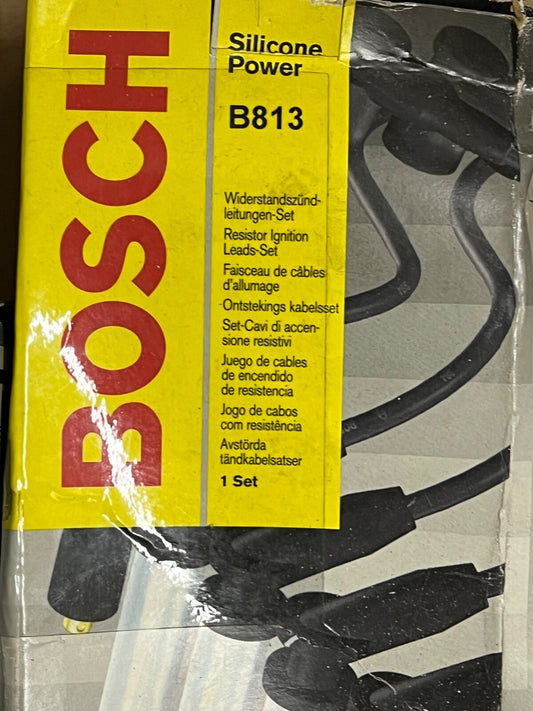 BOSCH
Silicone
Power
B813
Widerstandszünd-
leitungen-Set
Resistor Ignition
Leads-Set
Faisceau de câbles
d'allumage
Ontstekings kabelsset
Set-Cavi di accen-
sione resistivi
Juego de cables
de encendido
de resistencia
Jogo de cabos
com resistência
Avstörda
tändkabelsatser
1 Set